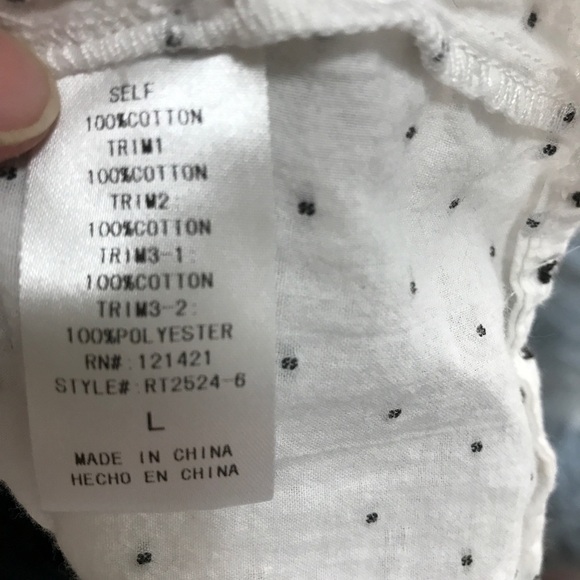 SELF
100%COTTON
TRIM1
100%COTTON
TRIM2:
100%COTTON
TRIM3-1:
100%COTTON
TRIM3-2:
100%POLYESTER
RN#:121421
STYLE#:RT2524-6
L
MADE IN CHINA
HECHO EN CHINA